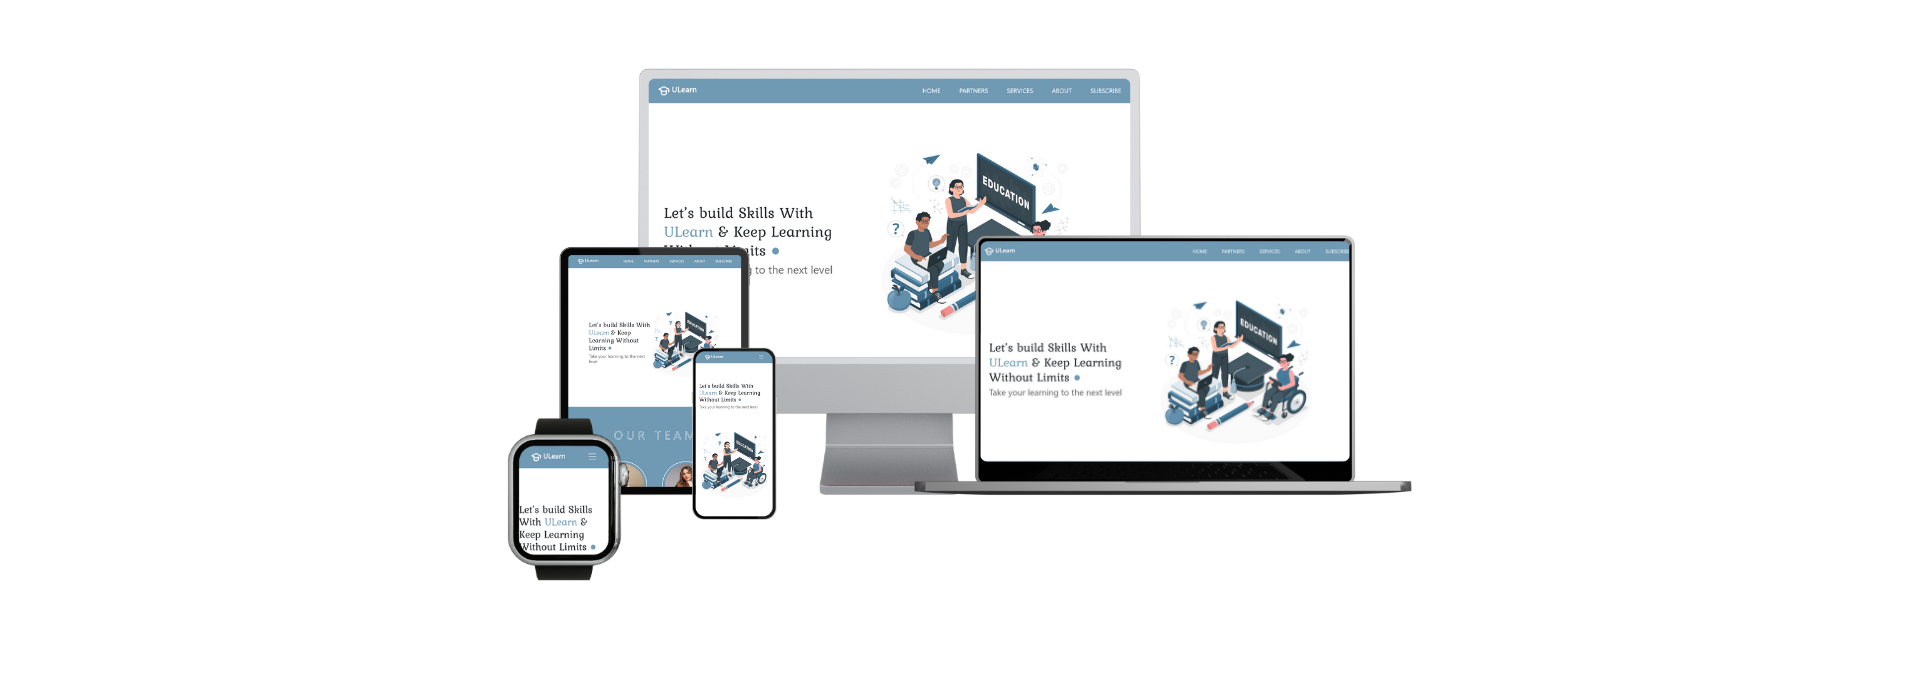 ULearn
HOME PARTNERS SERVICES ABOUT SUBSCRIBE
EDUCATION
?
Let's build Skills With
ULearn & Keep Learning
Limits
to the next level
ULearn
HOME PARTNERS SERVICES ABOUT SUBSCRIBE
EDUCATION
?
Let's build Skills With
ULearn & Keep Learning
Without Limits
Take your learning to the next level
ULearn
HOME PARTNERS SERVICES ABOUT SUBSCRIBE
EDUCATION
Let's build Skills With
ULearn & Keep
Learning Without
Limits
Take your learning to the next
level
OUR TEAM
ULearn
Let's build Skills With
ULearn & Keep Learning
Without Limits
Take your learning to the next level
EDUCATION
ULearn
Let's build Skills
With ULearn &
Keep Learning
Without Limits